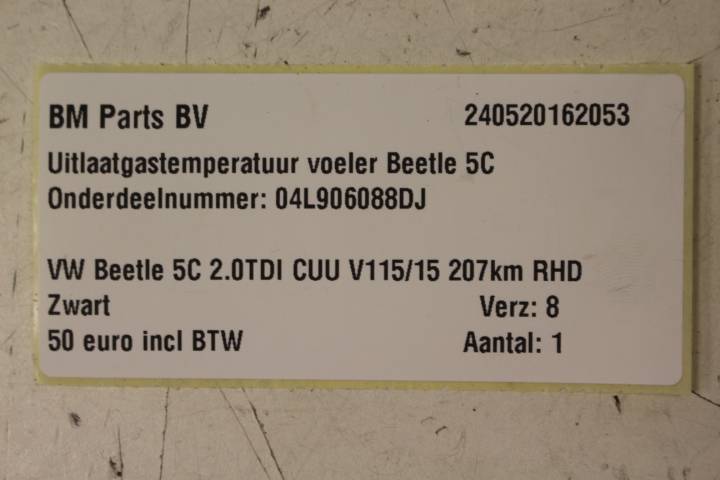 BM Parts BV 240520162053
Uitlaatgastemperatuur voeler Beetle 5C
Onderdeelnummer: 04L906088DJ
VW Beetle 5C 2.0TDI CUU V115/15 207km RHD
Zwart Verz: 8
50 euro incl BTW Aantal: 1